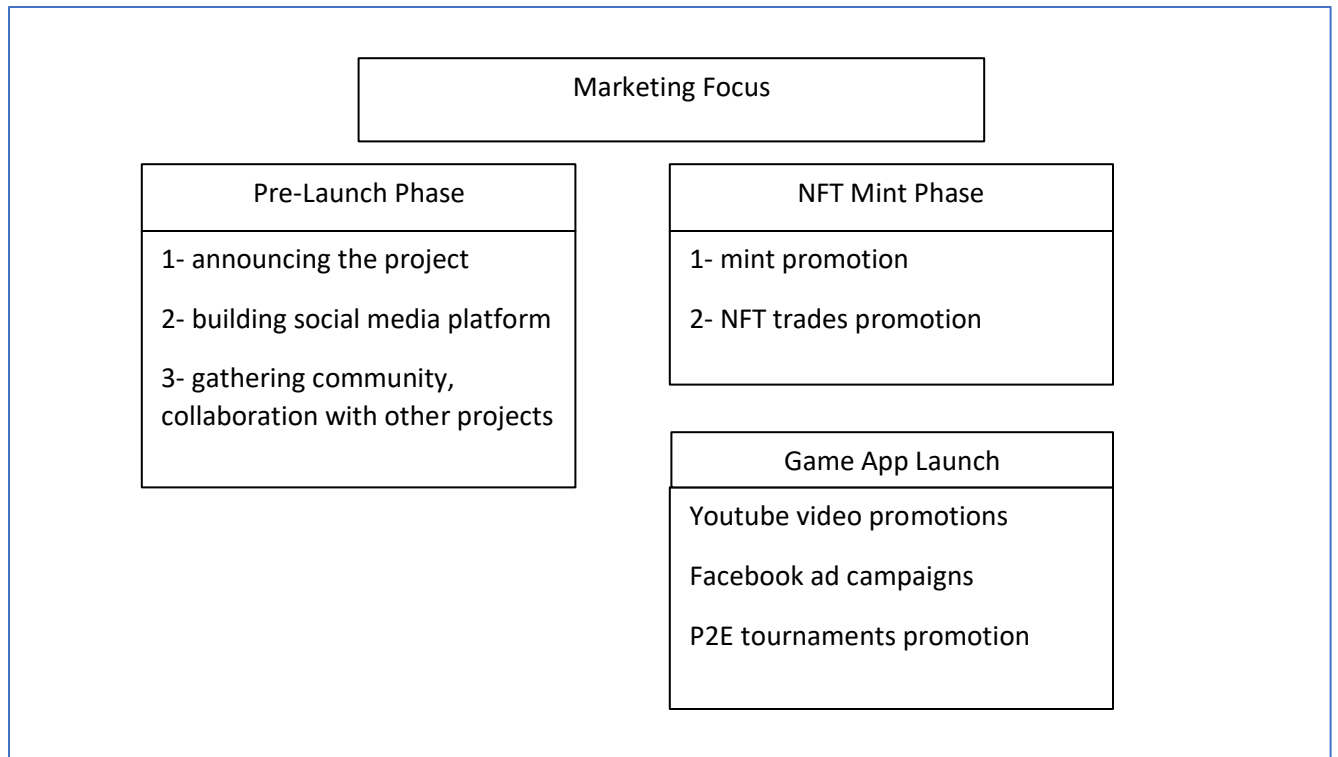 Marketing Focus
Pre-Launch Phase
1- announcing the project
2- building social media platform
3- gathering community,
collaboration with other projects
NFT Mint Phase
1- mint promotion
2- NFT trades promotion
Game App Launch
Youtube video promotions
Facebook ad campaigns
P2E tournaments promotion